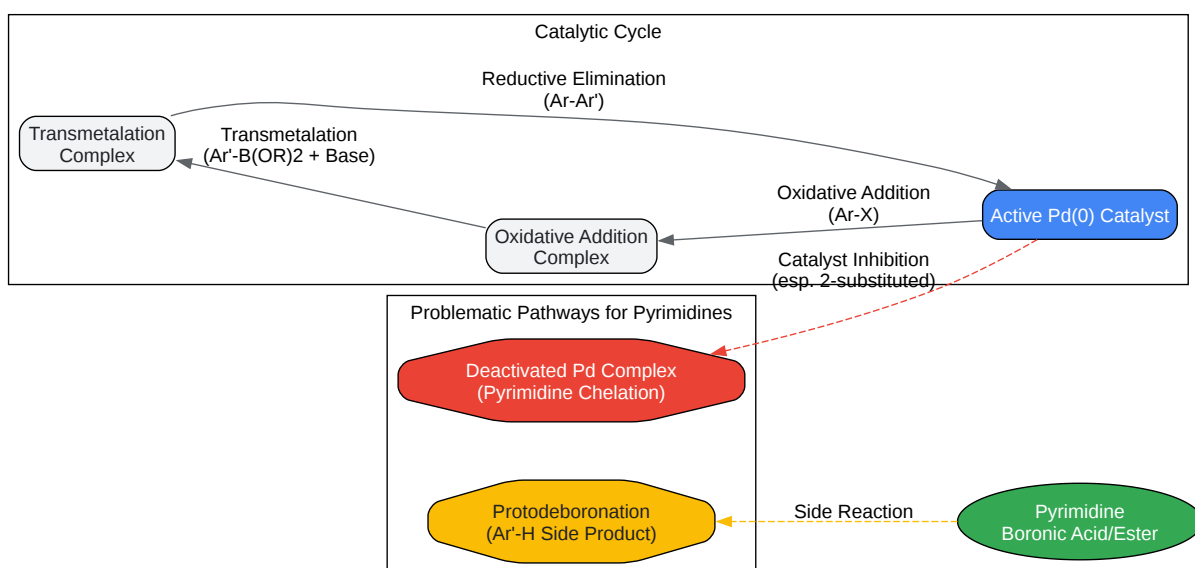 Catalytic Cycle
Reductive Elimination
(Ar-Ar')
Transmetalation
Complex
Transmetalation
(Ar'-B(OR)2 + Base)
Oxidative Addition
(Ar-X)
Active Pd(0) Catalyst
Oxidative Addition
Complex
Catalyst Inhibition
(esp. 2-substituted)
Problematic Pathways for Pyrimidines
Deactivated Pd Complex
(Pyrimidine Chelation)
Protodeboronation
(Ar'-H Side Product)
Side Reaction
Pyrimidine
Boronic Acid/Ester